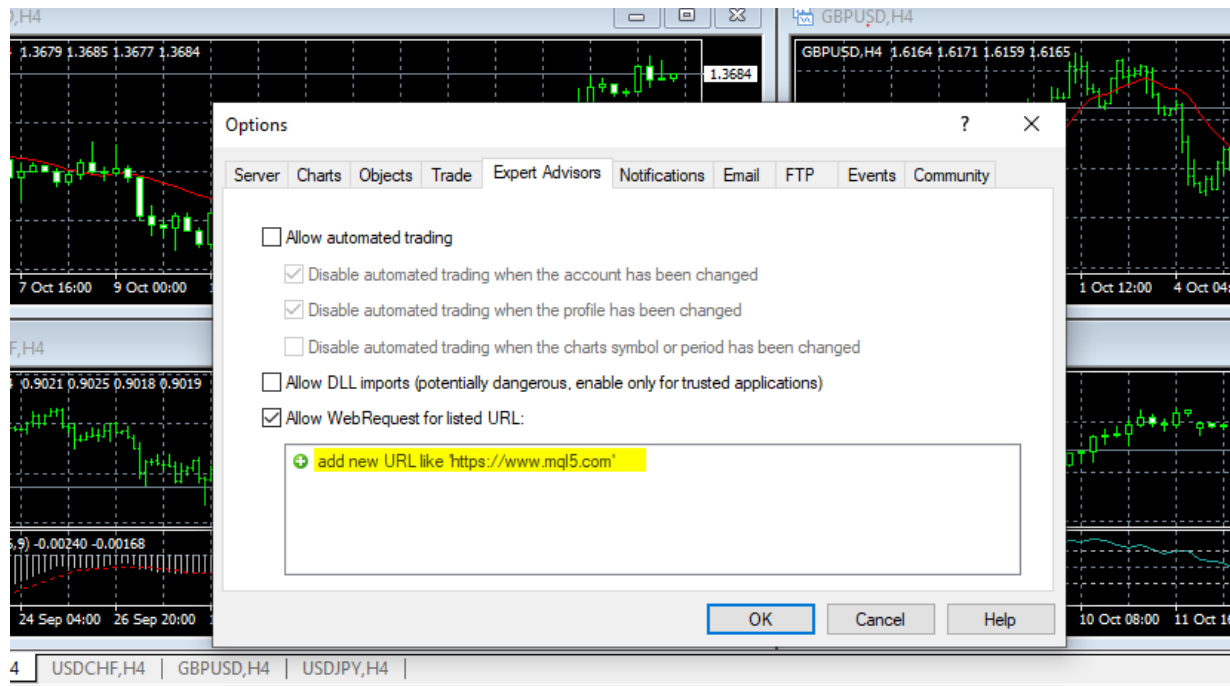 ,H4
GBPUSD,H4
1.3679 1.3685 1.3677 1.3684
1.3684
GBPUSD,H4 1.6164 1.6171 1.6159 1.6165
Options
?
Server Charts Objects Trade Expert Advisors Notifications Email FTP Events Community
Allow automated trading
Disable automated trading when the account has been changed
Disable automated trading when the profile has been changed
Disable automated trading when the charts symbol or period has been changed
Allow DLL imports (potentially dangerous, enable only for trusted applications)
Allow WebRequest for listed URL:
add new URL like 'https://www.mql5.com'
OK Cancel Help
7 Oct 16:00 9 Oct 00:00
1 Oct 12:00 4 Oct 04:
F,H4
0.9021 0.9025 0.9018 0.9019
,9) -0.00240 -0.00168
24 Sep 04:00 26 Sep 20:00
10 Oct 08:00 11 Oct 1
4 USDCHF,H4 GBPUSD,H4 USDJPY,H4